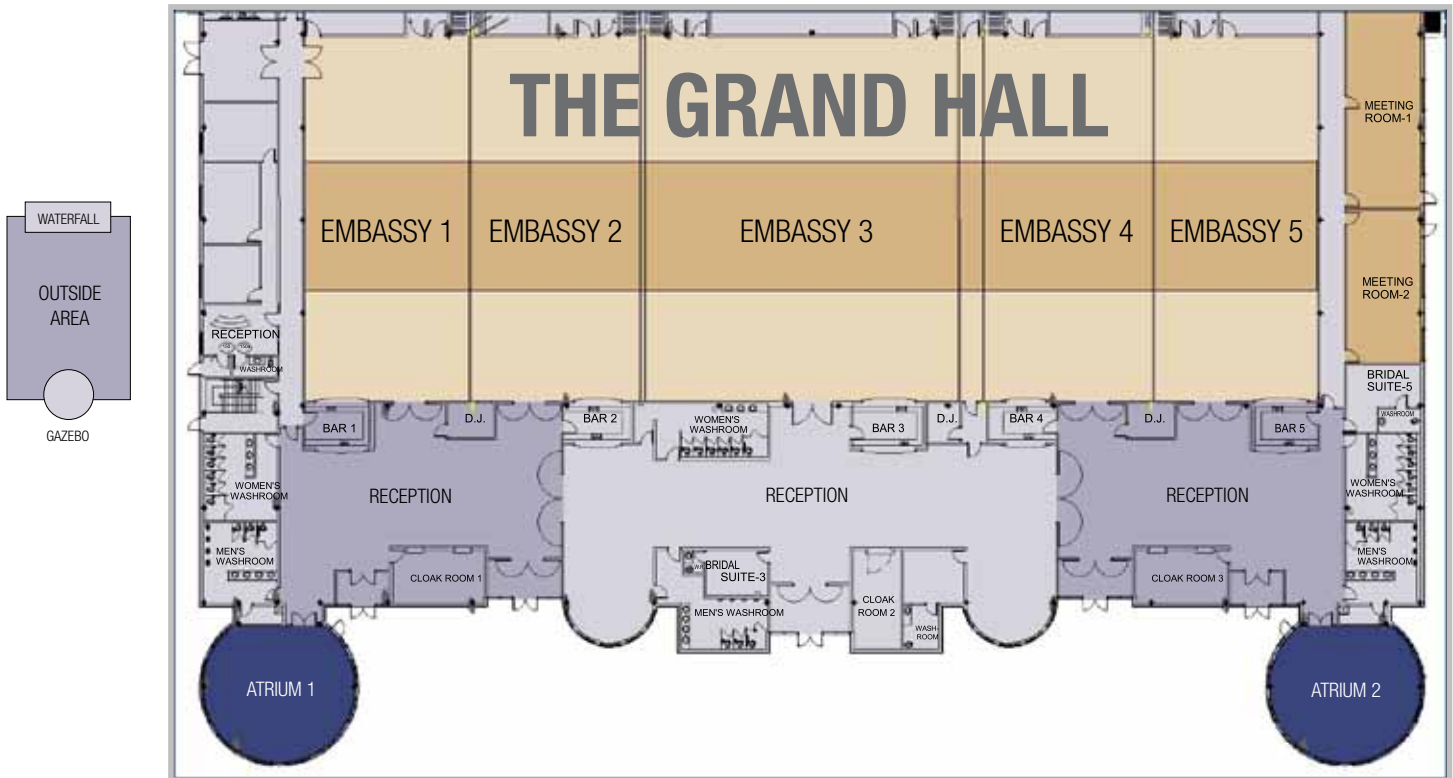 THE GRAND HALL
MEETING
ROOM-1
WATERFALL
OUTSIDE
AREA
GAZEBO
EMBASSY 1
EMBASSY 2
EMBASSY 3
EMBASSY 4
EMBASSY 5
MEETING
ROOM-2
RECEPTION
WASHROOM
BRIDAL
SUITE-5
WASHROOM
BAR 1
D.J.
BAR 2
WOMEN'S
WASHROOM
BAR 3
D.J.
BAR 4
D.J.
BAR 5
WOMEN'S
WASHROOM
RECEPTION
RECEPTION
RECEPTION
WOMEN'S
WASHROOM
MEN'S
WASHROOM
CLOAK ROOM 1
BRIDAL
SUITE-3
MEN'S WASHROOM
CLOAK
ROOM 2
WASH-
ROOM
CLOAK ROOM 3
MEN'S
WASHROOM
ATRIUM 1
ATRIUM 2